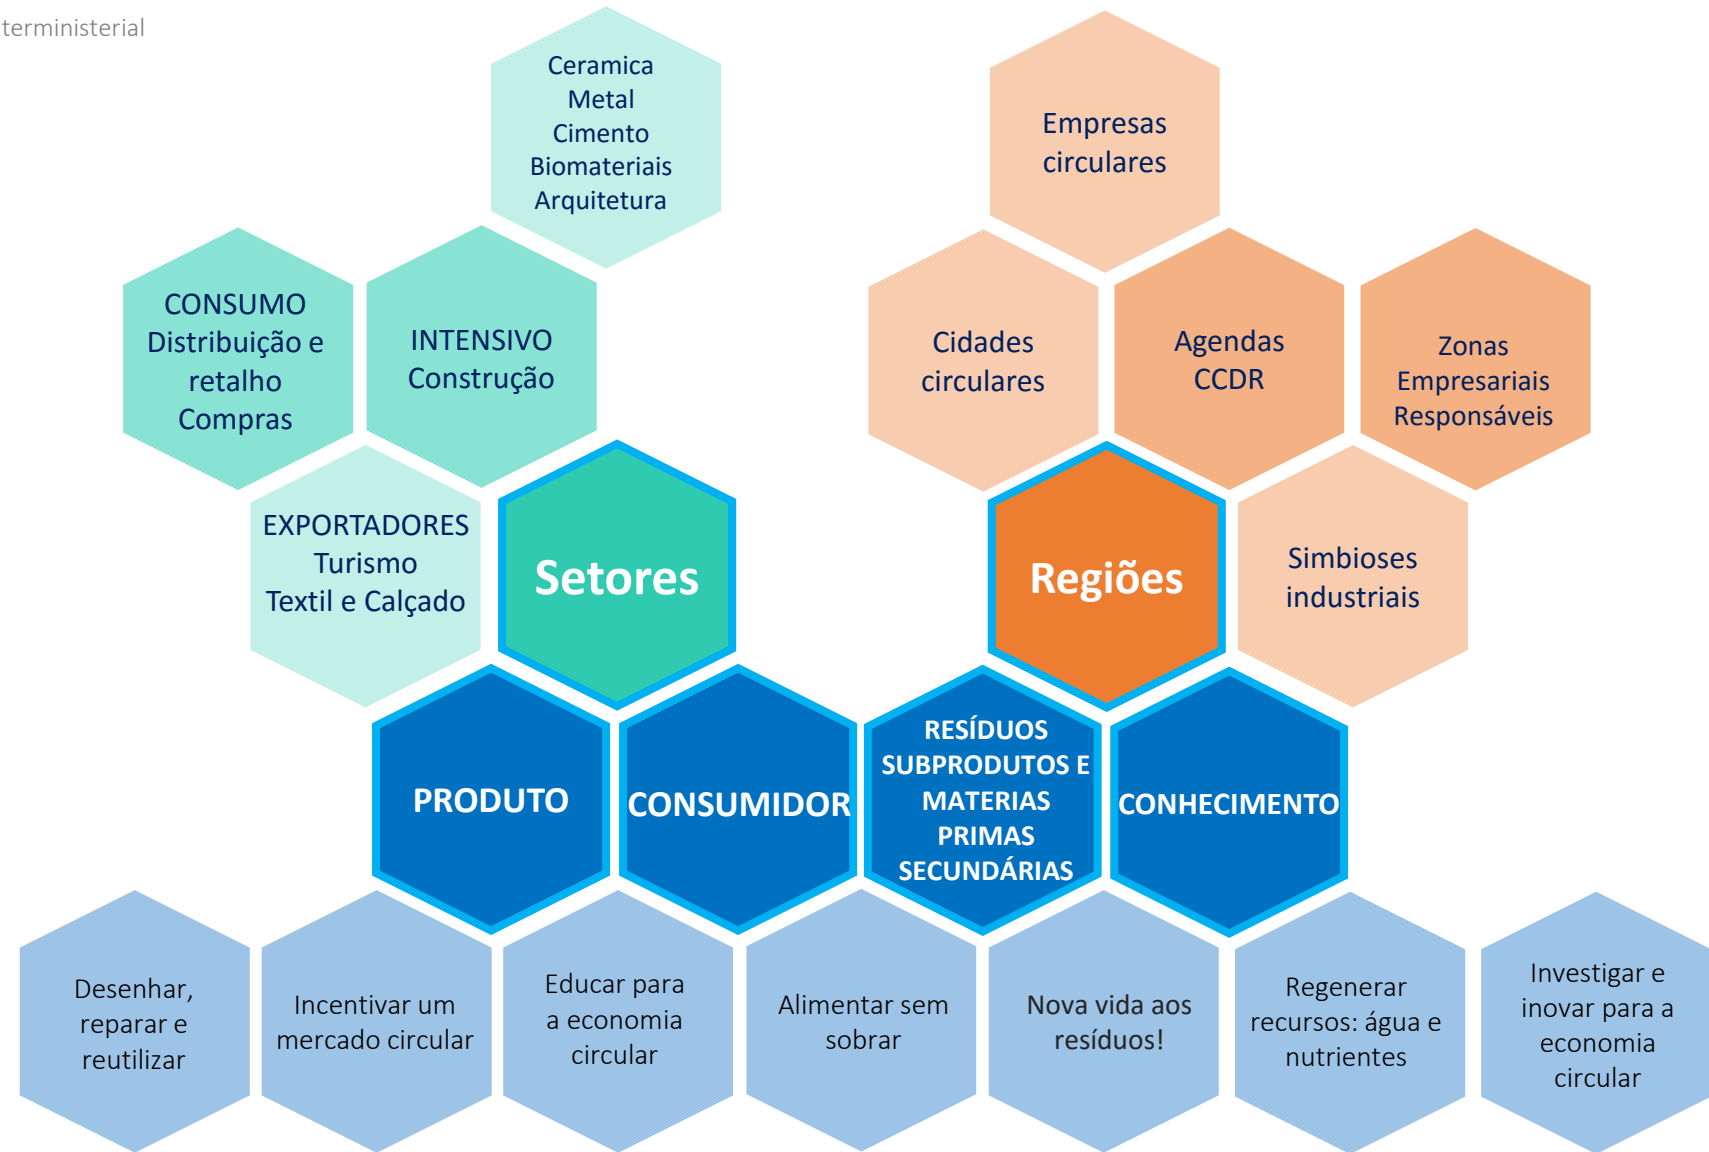 terministerial
Ceramica
Metal
Cimento
Biomateriais
Arquitetura
Empresas
circulares
CONSUMO
Distribuição e
retalho
Compras
INTENSIVO
Construção
Cidades
circulares
Agendas
CCDR
Zonas
Empresariais
Responsáveis
EXPORTADORES
Turismo
Textil e Calçado
Setores
Regiões
Simbioses
industriais
PRODUTO
CONSUMIDOR
RESÍDUOS
SUBPRODUTOS E
MATERIAS
PRIMAS
SECUNDÁRIAS
CONHECIMENTO
Desenhar,
reparar e
reutilizar
Incentivar um
mercado circular
Educar para
a economia
circular
Alimentar sem
sobrar
Nova vida aos
resíduos!
Regenerar
recursos: água e
nutrientes
Investigar e
inovar para a
economia
circular